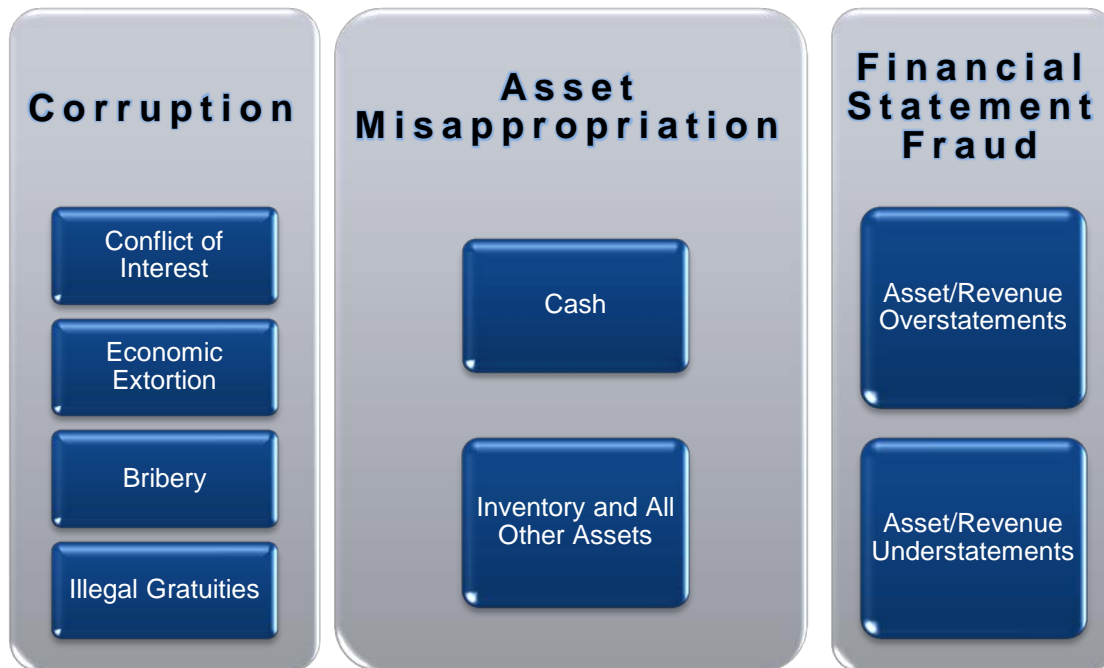 Corruption
Conflict of
Interest
Economic
Extortion
Bribery
Illegal Gratuities
Asset
Misappropriation
Cash
Inventory and All
Other Assets
Financial
Statement
Fraud
Asset/Revenue
Overstatements
Asset/Revenue
Understatements